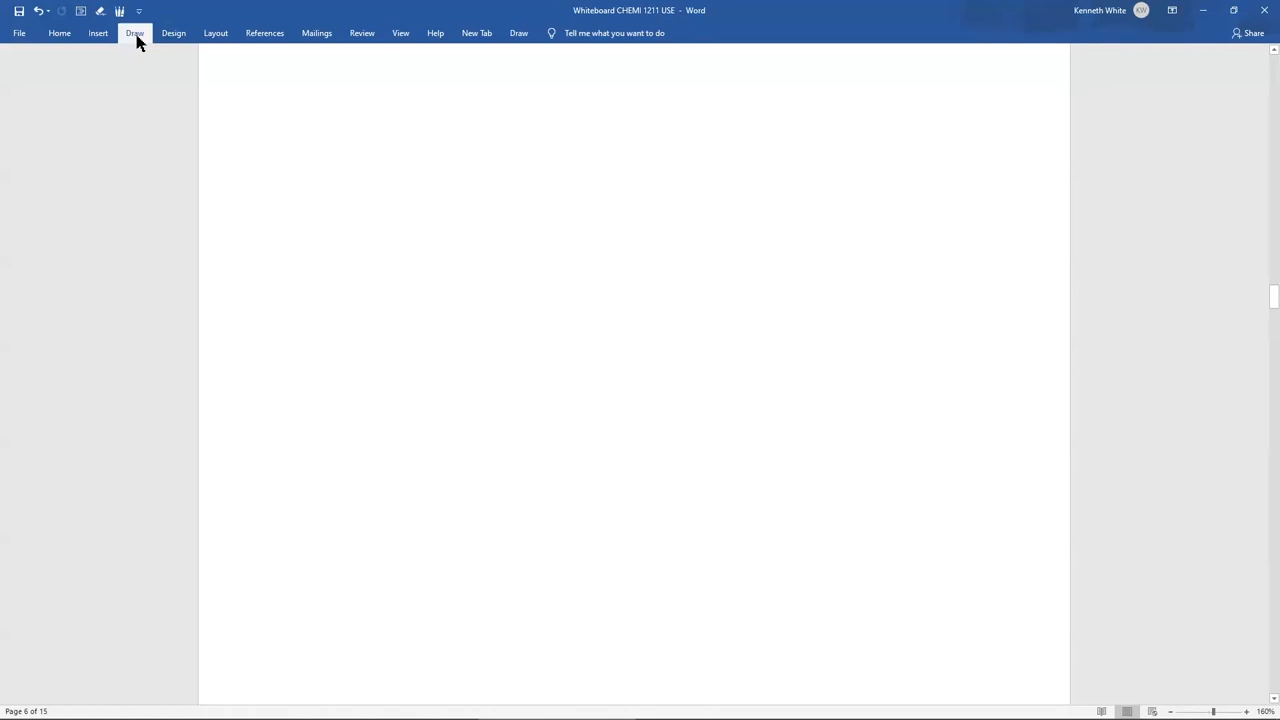 Whiteboard CHEMI 1211 USE - Word
Kenneth White KW
File Home Insert Draw Design Layout References Mailings Review View Help New Tab Draw Tell me what you want to do Share
Page 6 of 15
160%